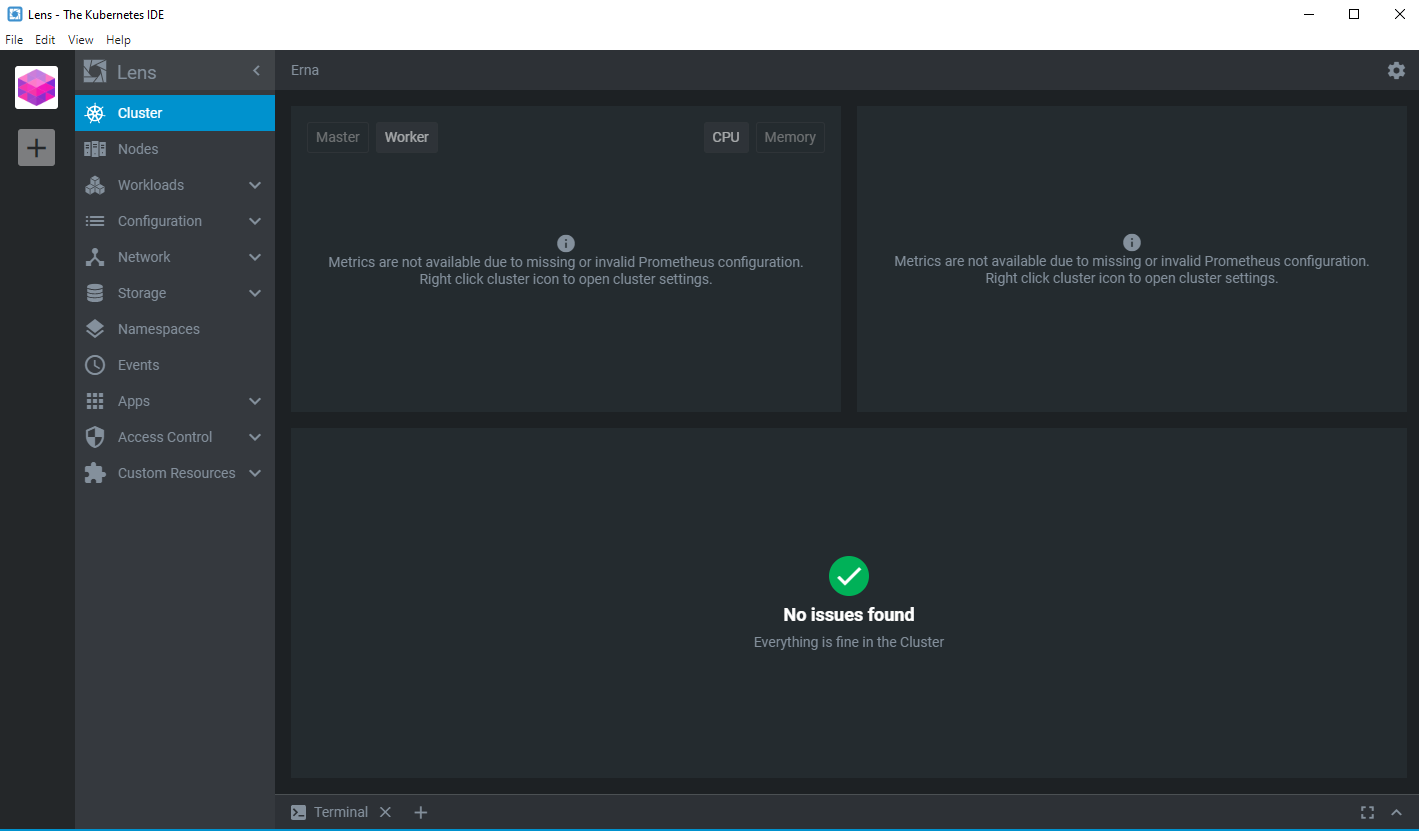 Lens - The Kubernetes IDE
File Edit View Help
Lens
Erna
Cluster
Nodes
Workloads
Configuration
Network
Storage
Namespaces
Events
Apps
Access Control
Custom Resources
Master Worker CPU Memory
Metrics are not available due to missing or invalid Prometheus configuration.
Right click cluster icon to open cluster settings.
Metrics are not available due to missing or invalid Prometheus configuration.
Right click cluster icon to open cluster settings.
No issues found
Everything is fine in the Cluster
Terminal